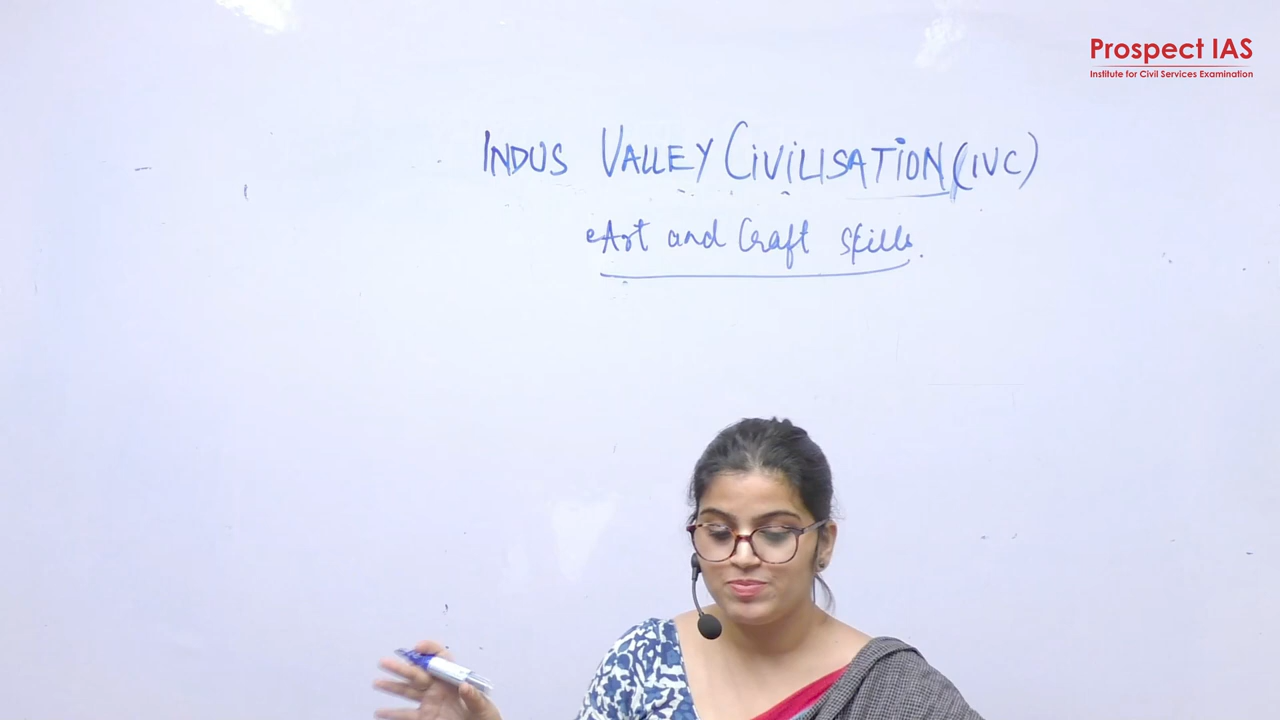 Prospect IAS
Institute for Civil Services Examination
INDUS VALLEY CIVILISATION (IVC)
Art and Craft skills.